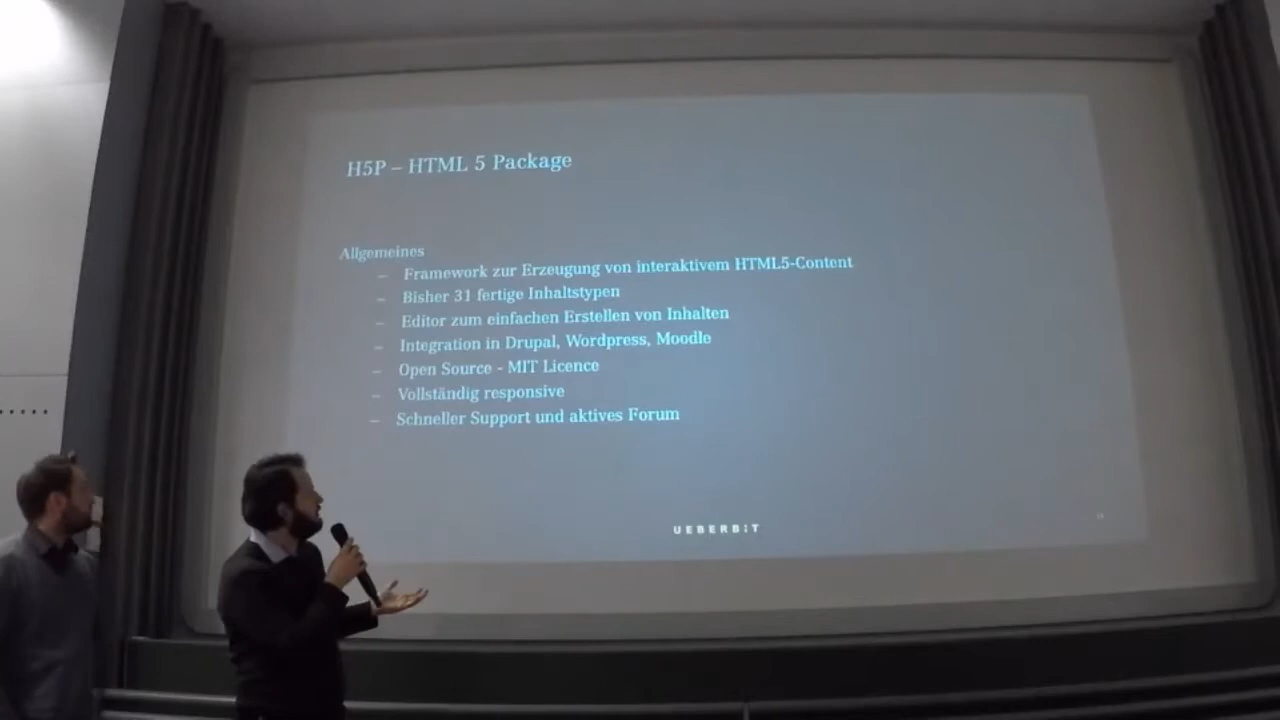 H5P – HTML 5 Package
Allgemeines
– Framework zur Erzeugung von interaktivem HTML5-Content
– Bisher 31 fertige Inhaltstypen
– Editor zum einfachen Erstellen von Inhalten
– Integration in Drupal, Wordpress, Moodle
– Open Source - MIT Licence
– Vollständig responsive
– Schneller Support und aktives Forum
UEBERBIT